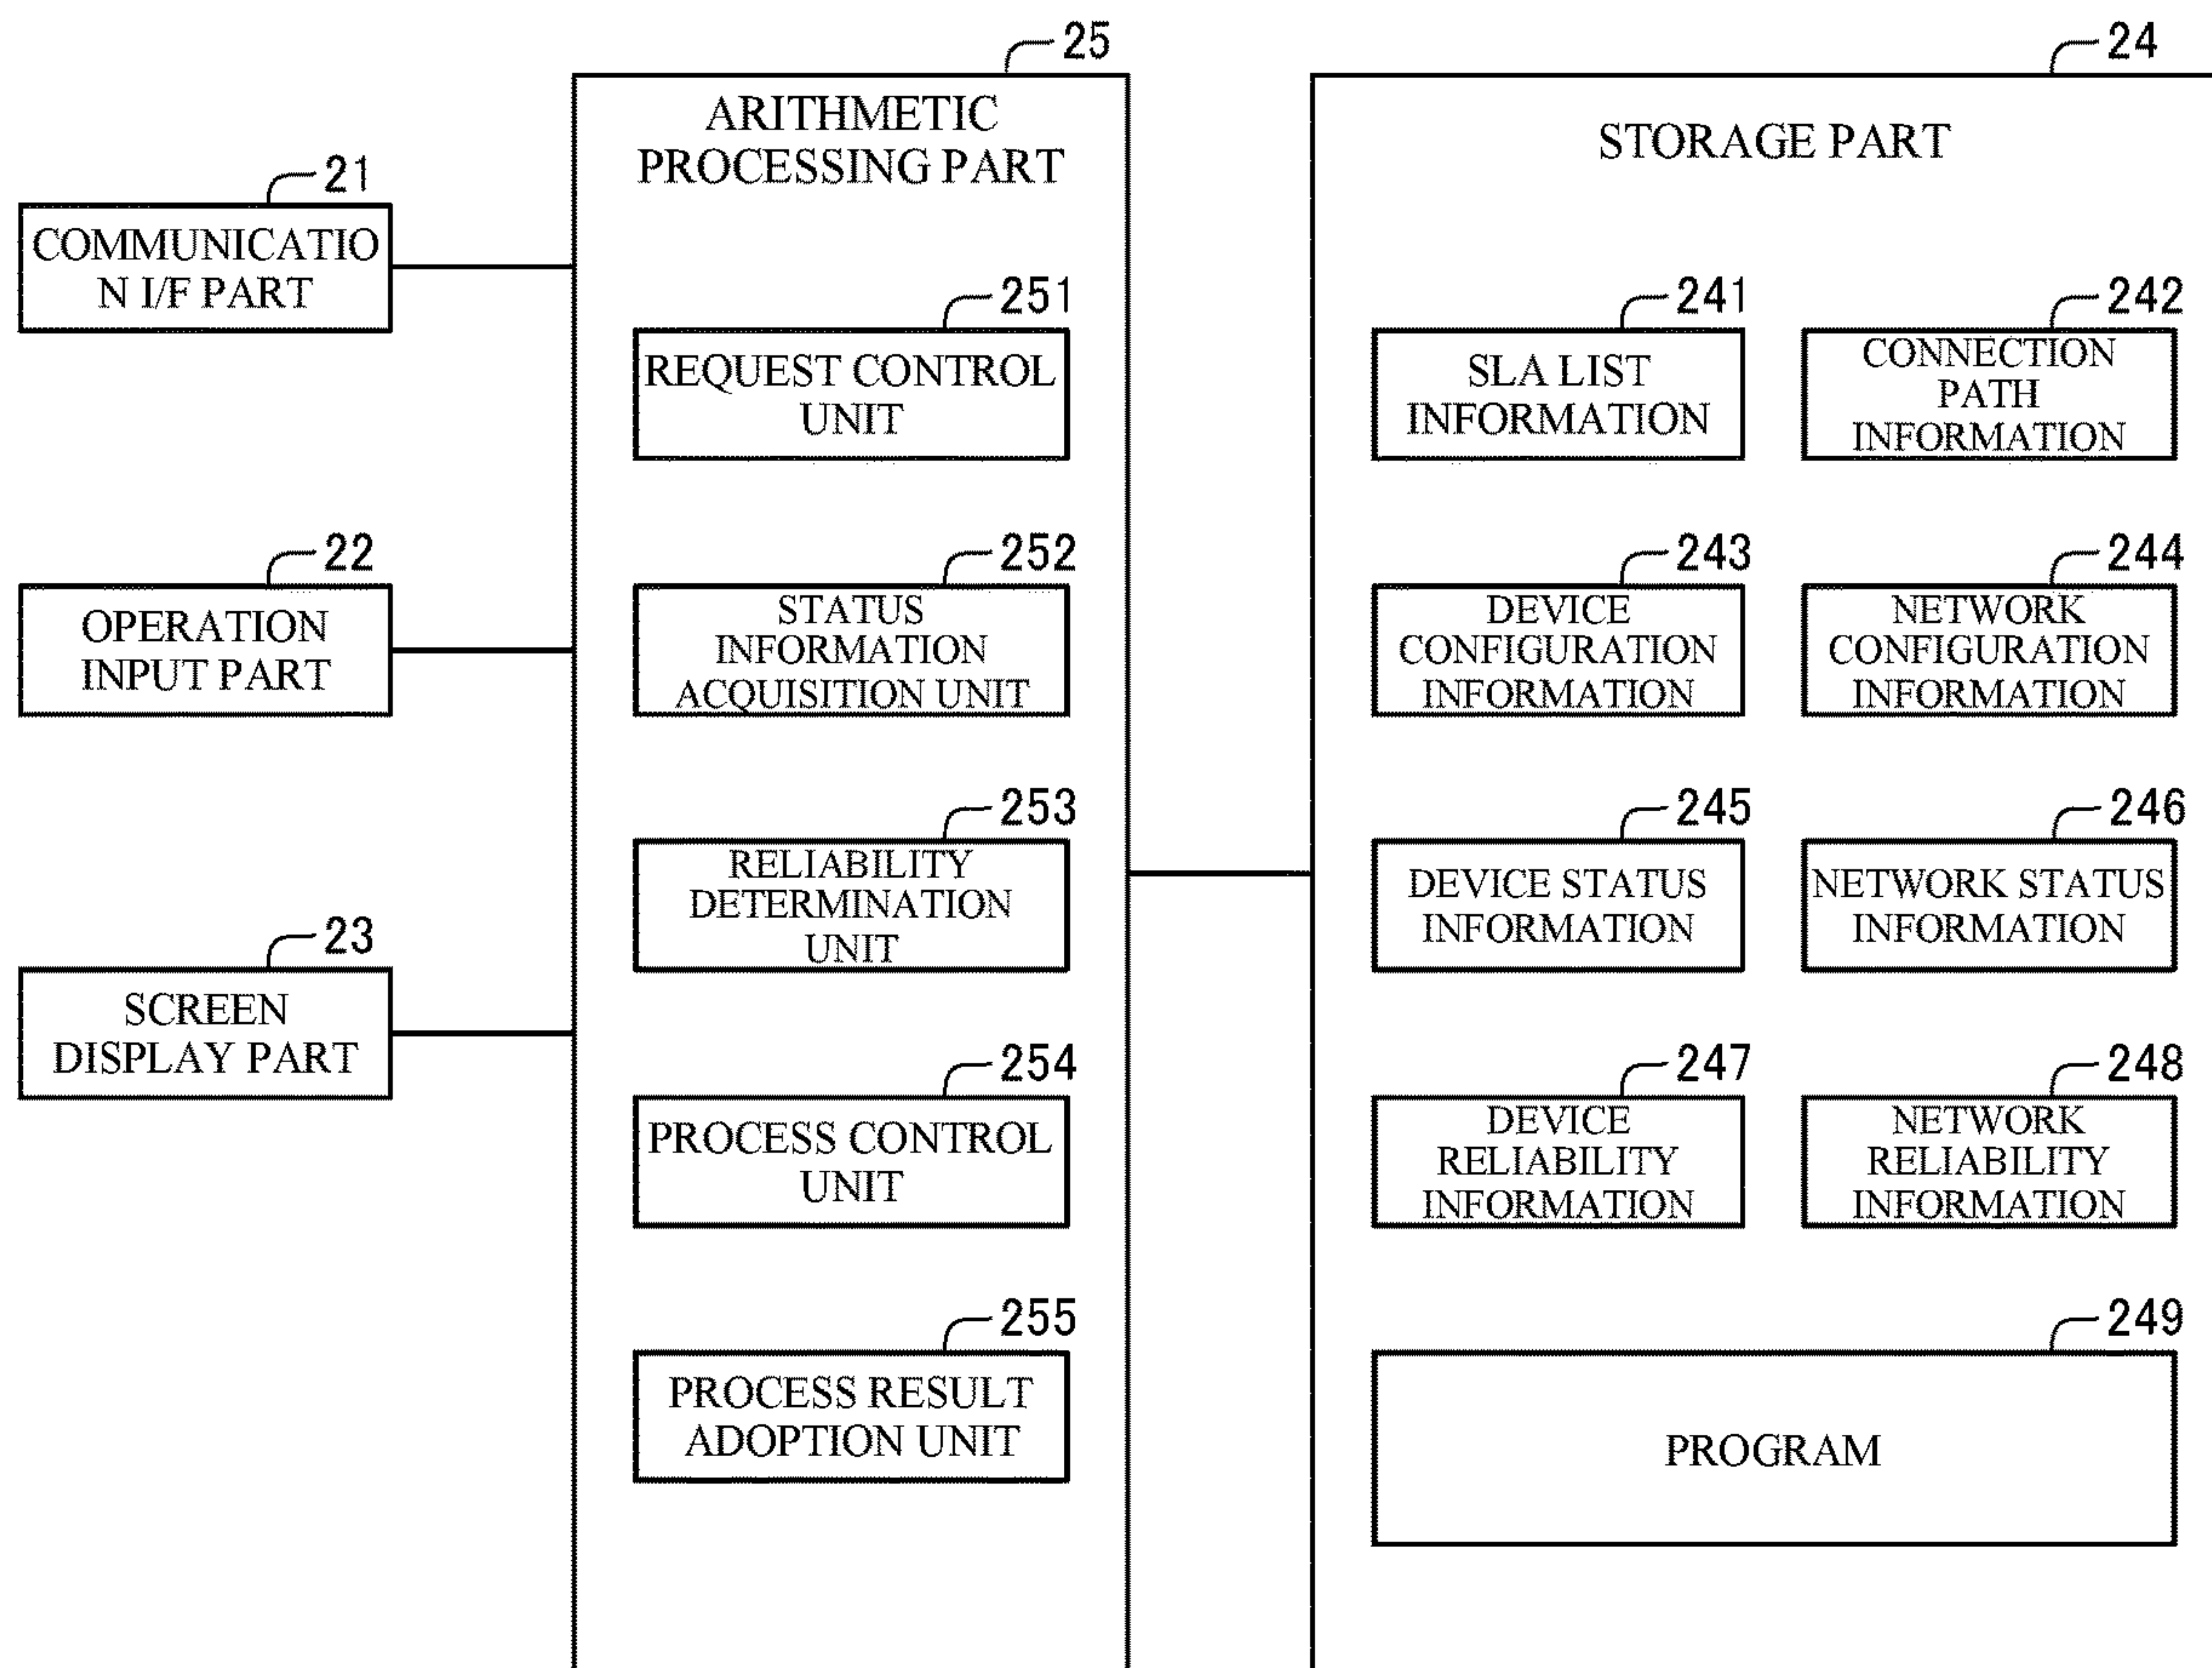 25
24
ARITHMETIC
PROCESSING PART
STORAGE PART
21
COMMUNICATIO
N I/F PART
22
OPERATION
INPUT PART
23
SCREEN
DISPLAY PART
251
REQUEST CONTROL
UNIT
252
STATUS
INFORMATION
ACQUISITION UNIT
253
RELIABILITY
DETERMINATION
UNIT
254
PROCESS CONTROL
UNIT
255
PROCESS RESULT
ADOPTION UNIT
241
SLA LIST
INFORMATION
242
CONNECTION
PATH
INFORMATION
243
DEVICE
CONFIGURATION
INFORMATION
244
NETWORK
CONFIGURATION
INFORMATION
245
DEVICE STATUS
INFORMATION
246
NETWORK STATUS
INFORMATION
247
DEVICE
RELIABILITY
INFORMATION
248
NETWORK
RELIABILITY
INFORMATION
249
PROGRAM